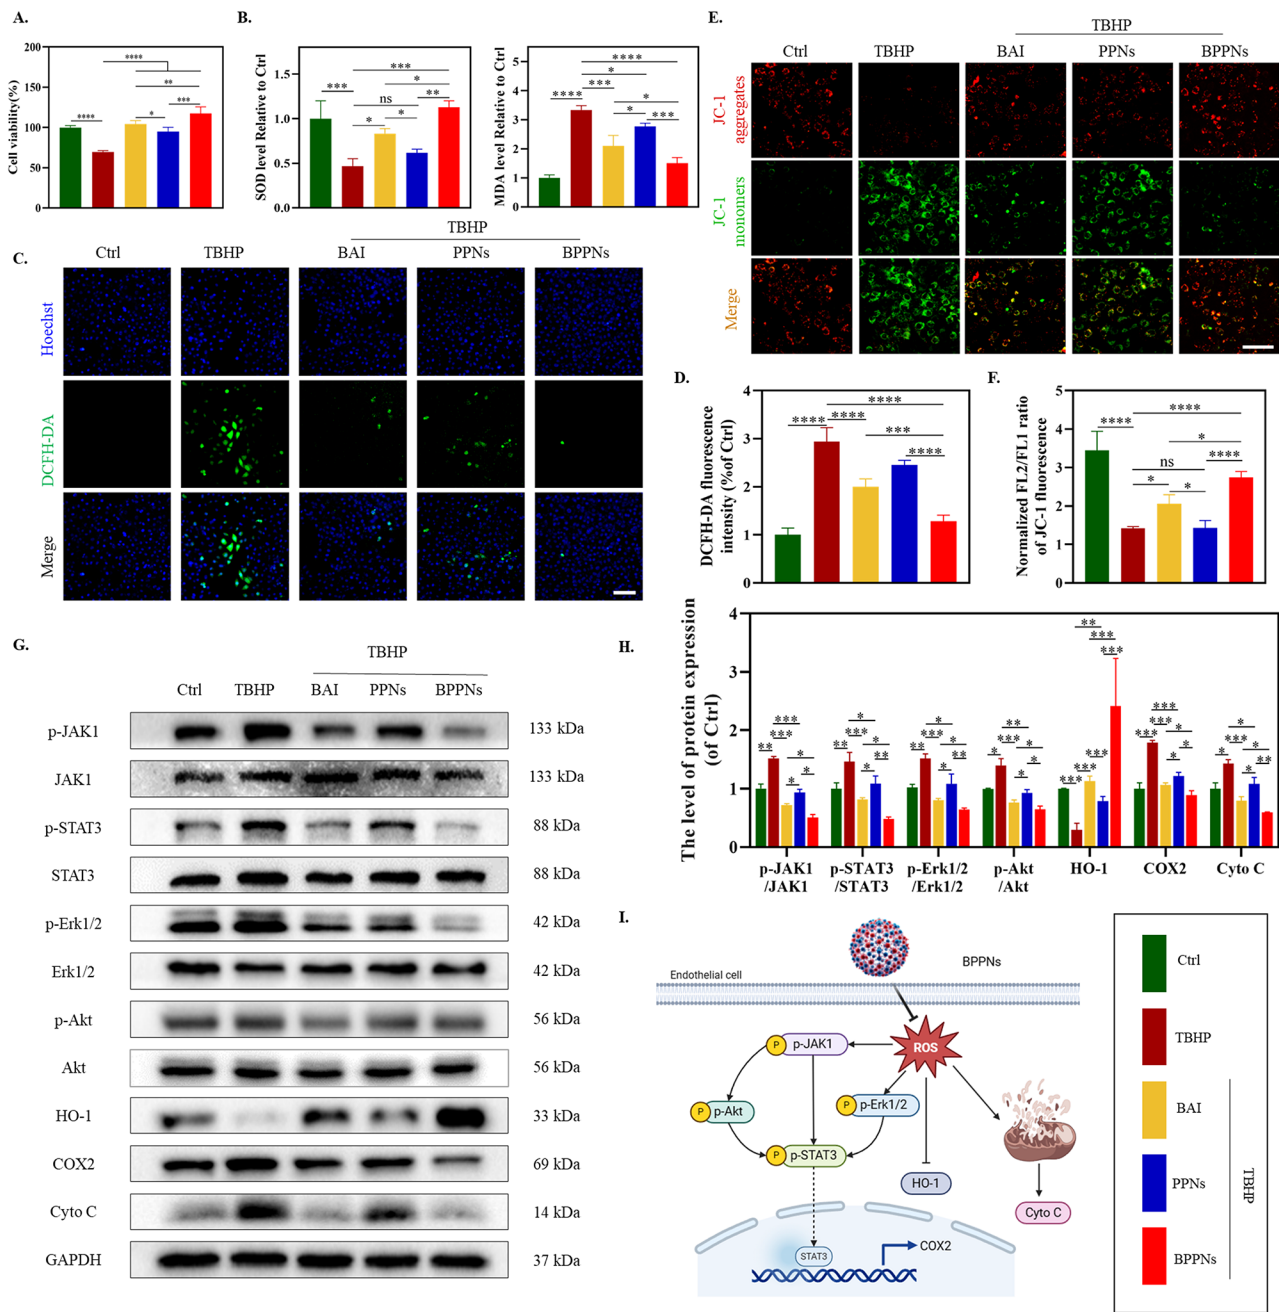 A.
Cell viability(%)
200
150
100
50
0
****
****
**
*
***
B.
SOD level Relative to Ctrl
1.5
1.0
0.5
0.0
***
***
*
ns
**
*
*
MDA level Relative to Ctrl
5
4
3
2
1
0
****
*
***
****
*
*
***
C.
TBHP
Ctrl
TBHP
BAI
PPNs
BPPNs
Hoechst
DCFH-DA
Merge
E.
TBHP
Ctrl
TBHP
BAI
PPNs
BPPNs
JC-1
aggregates
JC-1
monomers
Merge
D.
DCFH-DA fluorescence
intensity (%of Ctrl)
4
3
2
1
0
****
**** ****
***
****
F.
Normalized FL2/FL1 ratio
of JC-1 fluorescence
5
4
3
2
1
0
****
****
*
ns
****
*
*
G.
TBHP
Ctrl
TBHP
BAI
PPNs
BPPNs
p-JAK1
133 kDa
JAK1
133 kDa
p-STAT3
88 kDa
STAT3
88 kDa
p-Erk1/2
42 kDa
Erk1/2
42 kDa
p-Akt
56 kDa
Akt
56 kDa
HO-1
33 kDa
COX2
69 kDa
Cyto C
14 kDa
GAPDH
37 kDa
H.
The level of protein expression
(of Ctrl)
4
3
2
1
0
***
***
**
*
*
*
***
**
*
*
**
*
***
**
*
*
**
**
***
*
*
*
*
**
***
***
***
***
***
***
***
*
*
*
*
***
*
**
*
p-JAK1
/JAK1
p-STAT3
/STAT3
p-Erk1/2
/Erk1/2
p-Akt
/Akt
HO-1
COX2
Cyto C
I.
BPPNs
Endothelial cell
ROS
P
p-JAK1
P
p-Akt
P
p-Erk1/2
P
p-STAT3
HO-1
Cyto C
STAT3
COX2
Ctrl
TBHP
BAI
PPNs
BPPNs
TBHP